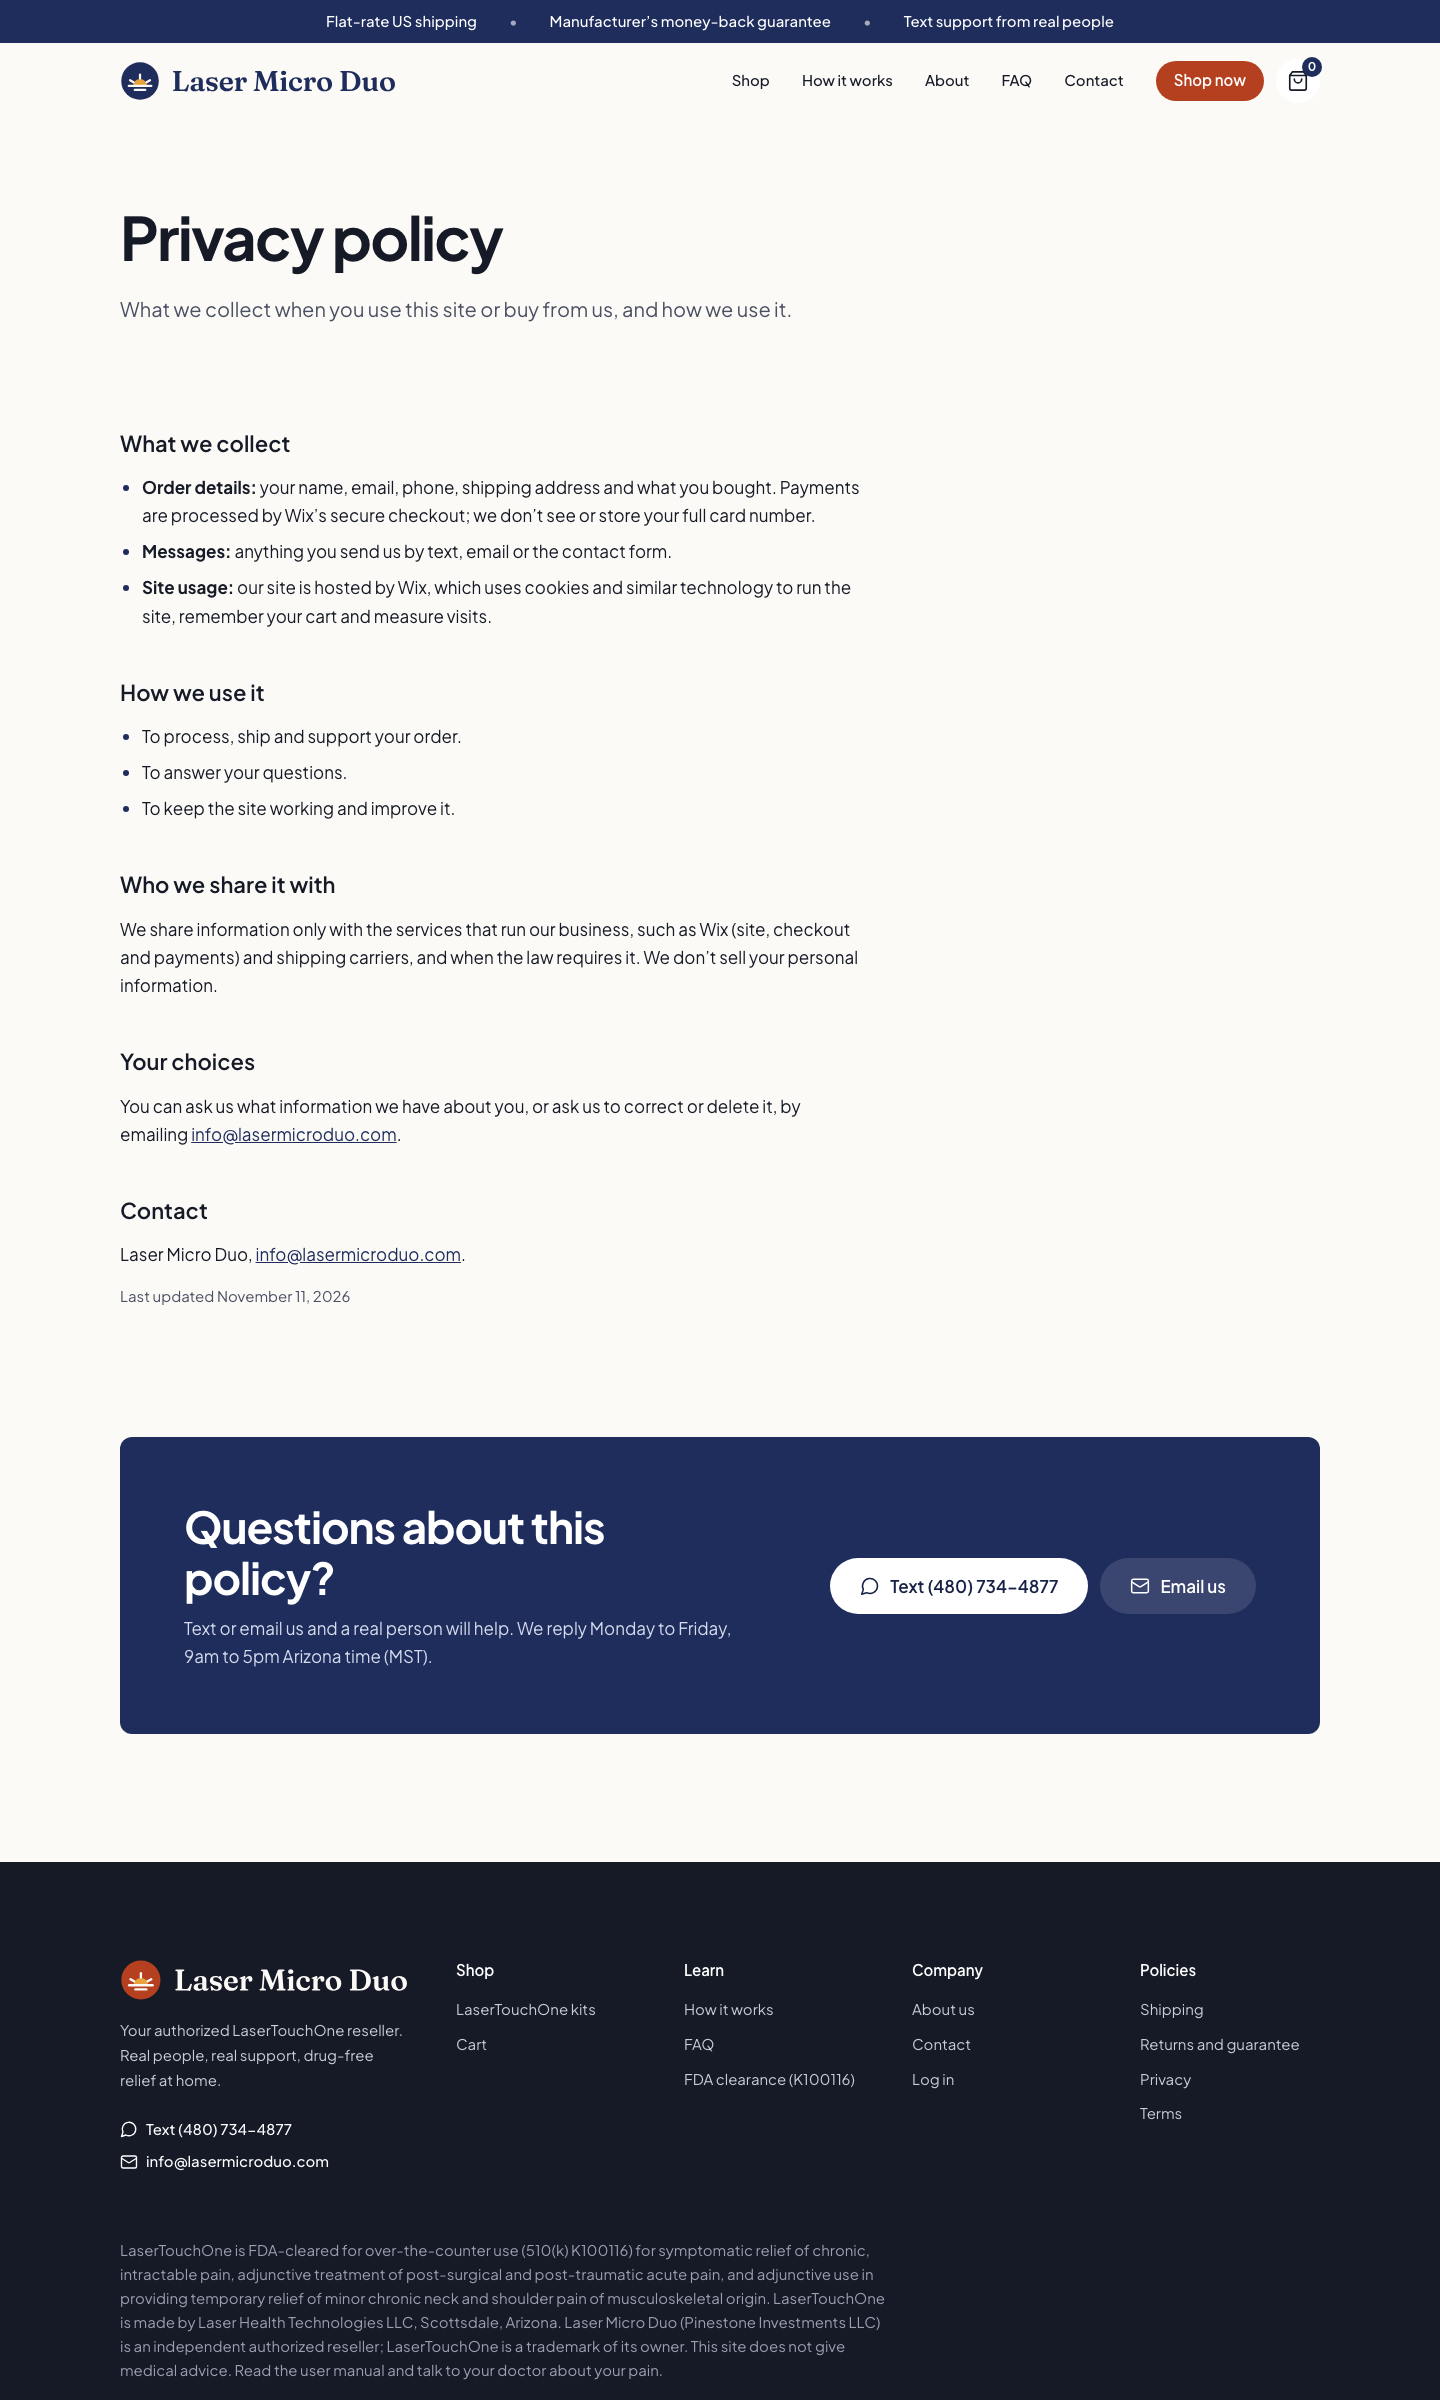 Flat-rate US shipping • Manufacturer’s money-back guarantee • Text support from real people
Laser Micro Duo
Shop How it works About FAQ Contact Shop now 0
Privacy policy
What we collect when you use this site or buy from us, and how we use it.
What we collect
• Order details: your name, email, phone, shipping address and what you bought. Payments
are processed by Wix’s secure checkout; we don’t see or store your full card number.
• Messages: anything you send us by text, email or the contact form.
• Site usage: our site is hosted by Wix, which uses cookies and similar technology to run the
site, remember your cart and measure visits.
How we use it
• To process, ship and support your order.
• To answer your questions.
• To keep the site working and improve it.
Who we share it with
We share information only with the services that run our business, such as Wix (site, checkout
and payments) and shipping carriers, and when the law requires it. We don’t sell your personal
information.
Your choices
You can ask us what information we have about you, or ask us to correct or delete it, by
emailing info@lasermicroduo.com.
Contact
Laser Micro Duo, info@lasermicroduo.com.
Last updated November 11, 2026
Questions about this
policy?
Text or email us and a real person will help. We reply Monday to Friday,
9am to 5pm Arizona time (MST).
Text (480) 734-4877
Email us
Laser Micro Duo
Your authorized LaserTouchOne reseller.
Real people, real support, drug-free
relief at home.
Text (480) 734-4877
info@lasermicroduo.com
Shop
LaserTouchOne kits
Cart
Learn
How it works
FAQ
FDA clearance (K100116)
Company
About us
Contact
Log in
Policies
Shipping
Returns and guarantee
Privacy
Terms
LaserTouchOne is FDA-cleared for over-the-counter use (510(k) K100116) for symptomatic relief of chronic,
intractable pain, adjunctive treatment of post-surgical and post-traumatic acute pain, and adjunctive use in
providing temporary relief of minor chronic neck and shoulder pain of musculoskeletal origin. LaserTouchOne
is made by Laser Health Technologies LLC, Scottsdale, Arizona. Laser Micro Duo (Pinestone Investments LLC)
is an independent authorized reseller; LaserTouchOne is a trademark of its owner. This site does not give
medical advice. Read the user manual and talk to your doctor about your pain.